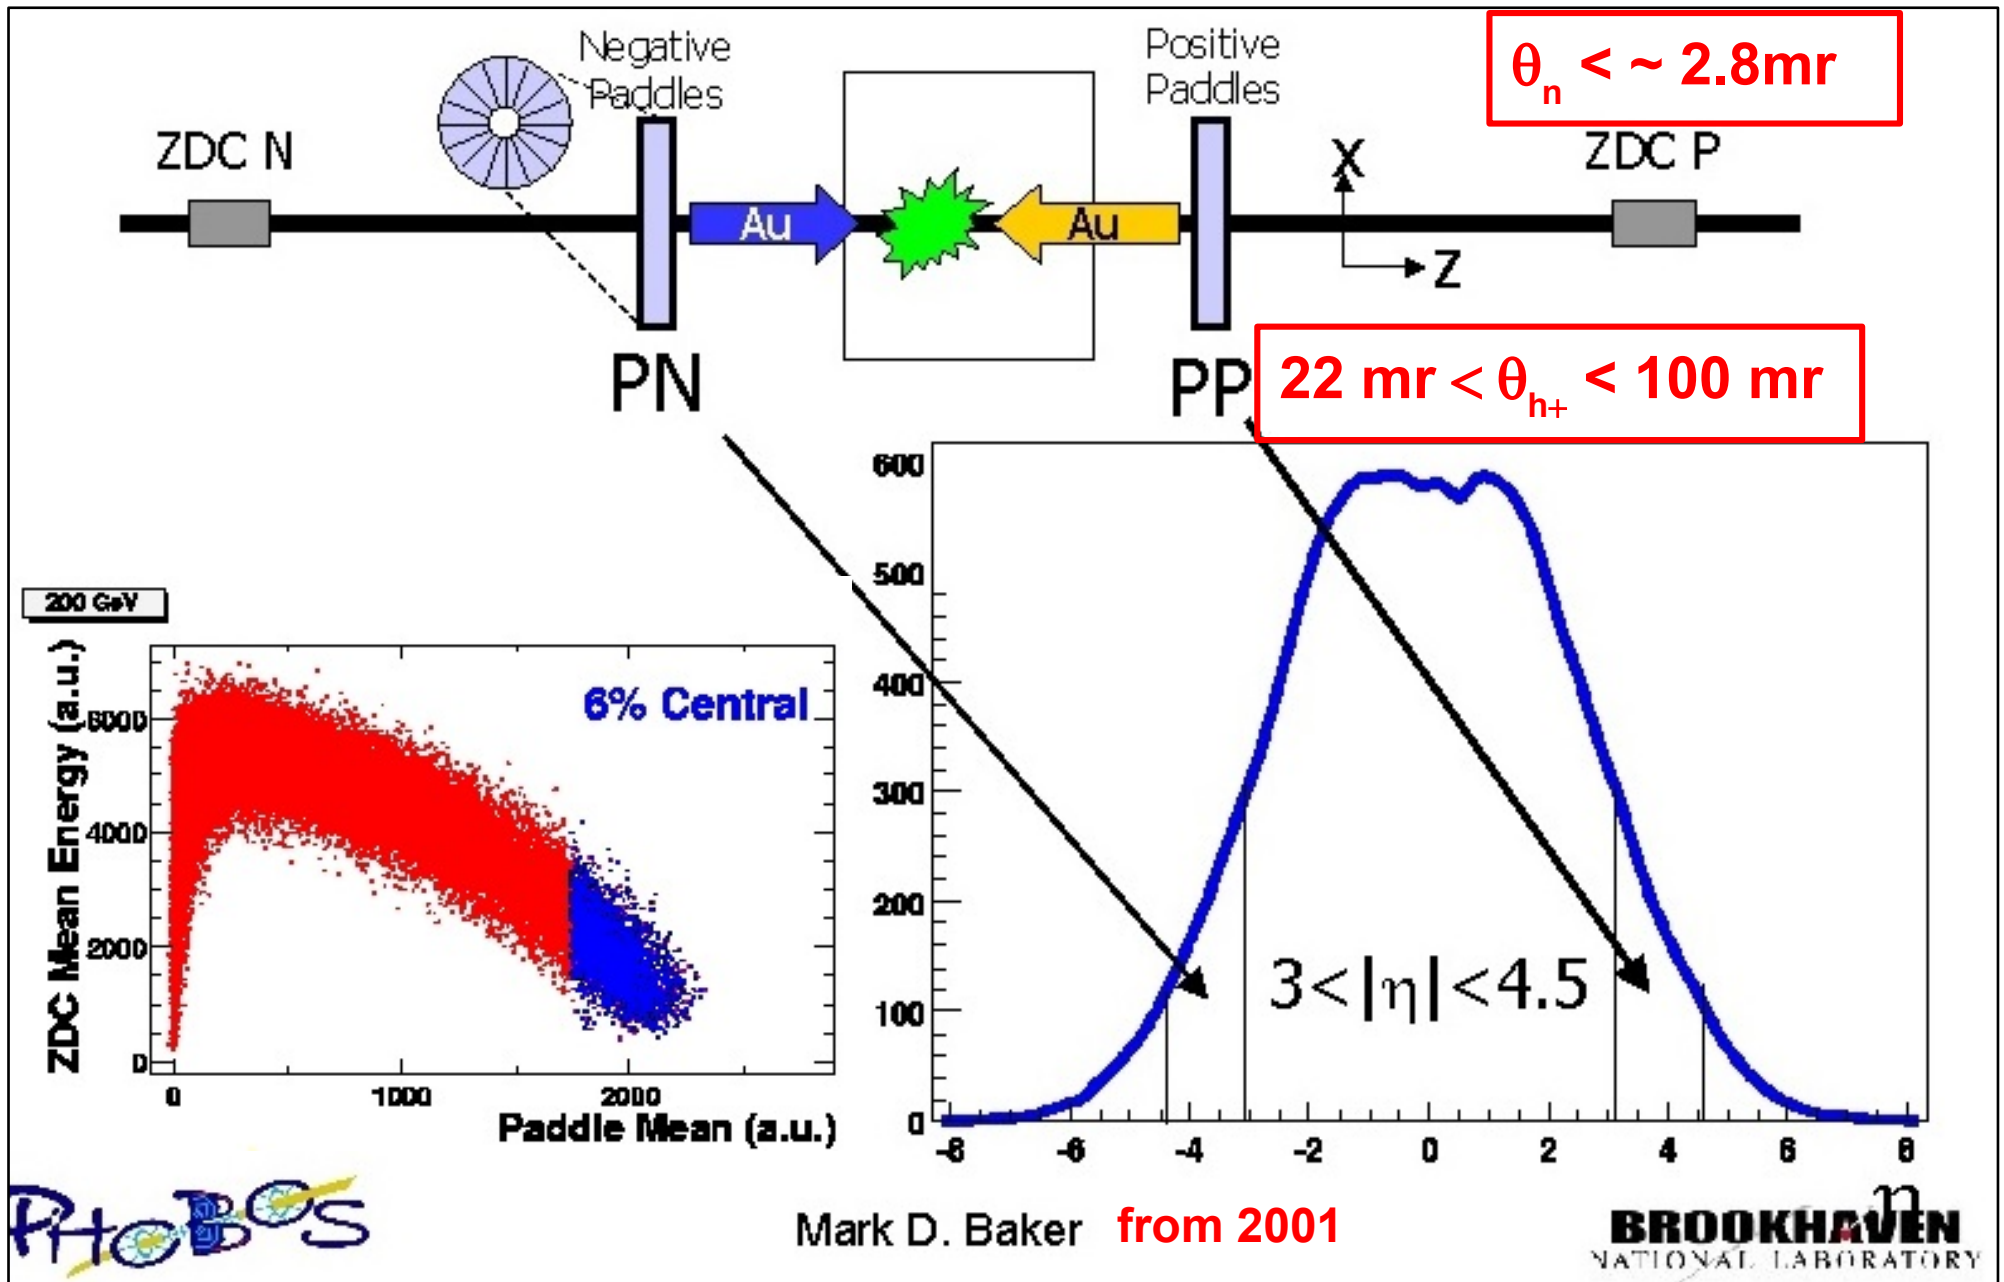 Negative
Paddles
Positive
Paddles
θn < ~ 2.8mr
ZDC N
ZDC P
X
Z
Au
Au
PN
PP
22 mr < θh+ < 100 mr
600
500
400
300
200
100
0
-8 -6 -4 -2 0 2 4 6 8
η
3<|η|<4.5
200 GeV
ZDC Mean Energy (a.u.)
6% Central
6000
4000
2000
0
0 1000 2000
Paddle Mean (a.u.)
PHOBOS
Mark D. Baker from 2001
BROOKHAVEN
NATIONAL LABORATORY